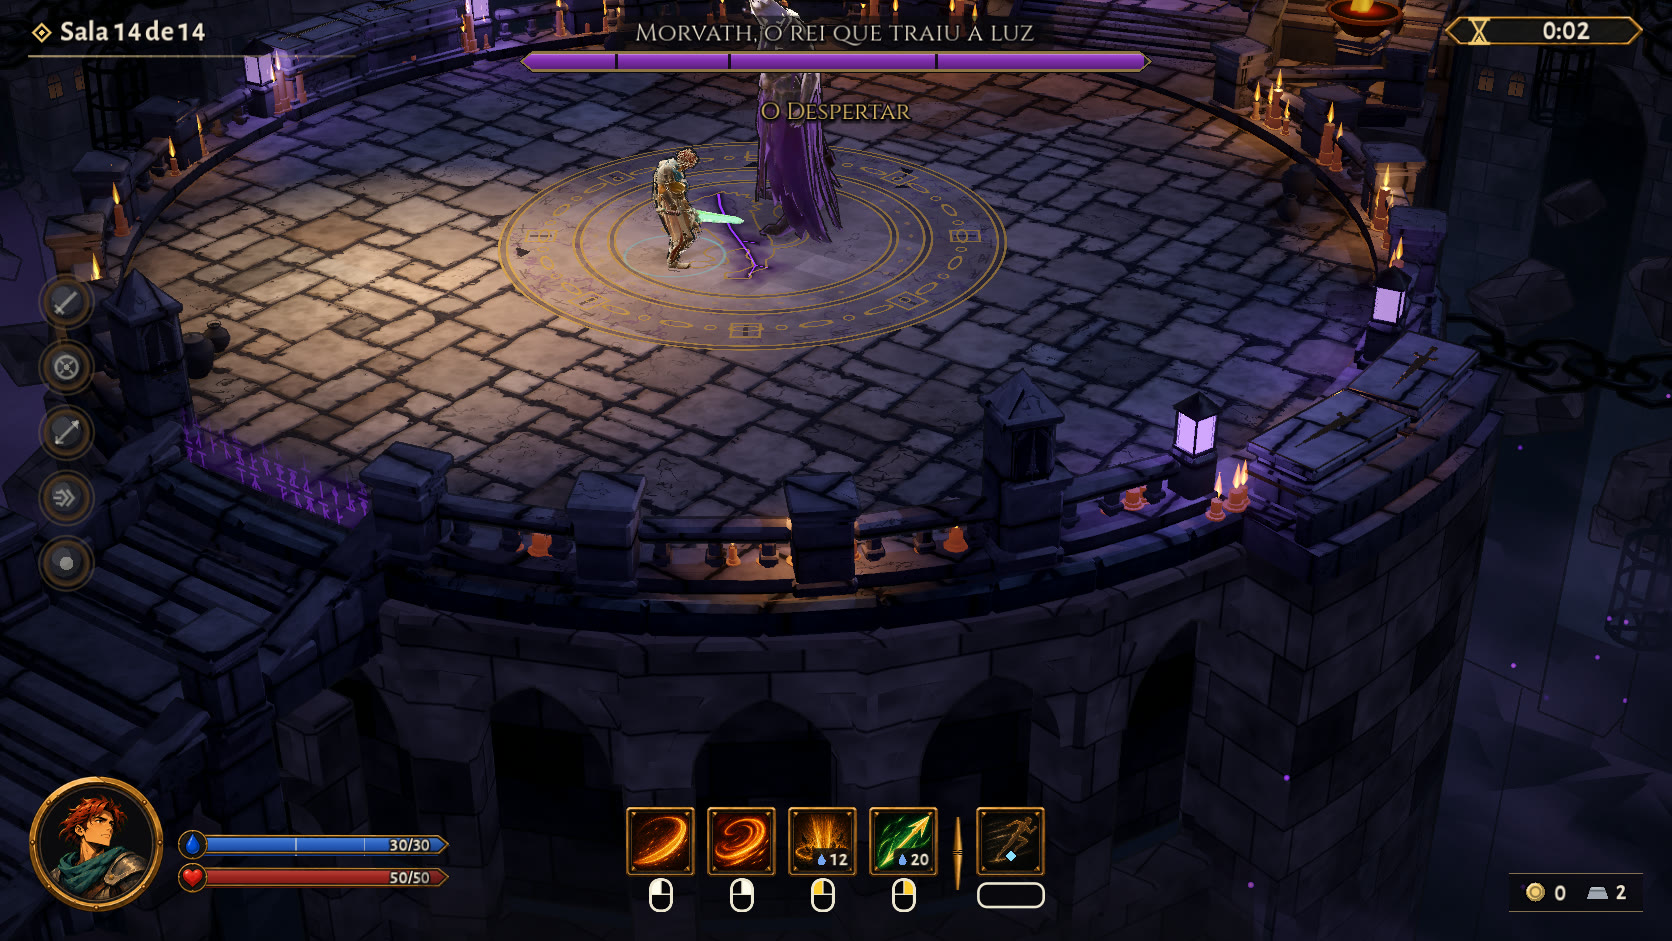 Sala 14 de 14
Morvath, o rei que traiu a luz
0:02
O Despertar
30/30
50/50
12
20
0
2